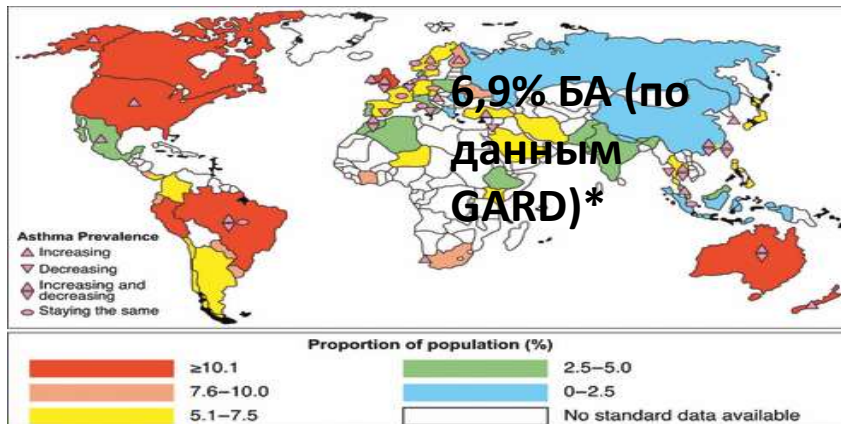 6,9% БА (по
данным
GARD)*
Asthma Prevalence
Increasing
Decreasing
Increasing and
decreasing
Staying the same
Proportion of population (%)
≥10.1
7.6–10.0
5.1–7.5
2.5–5.0
0–2.5
No standard data available